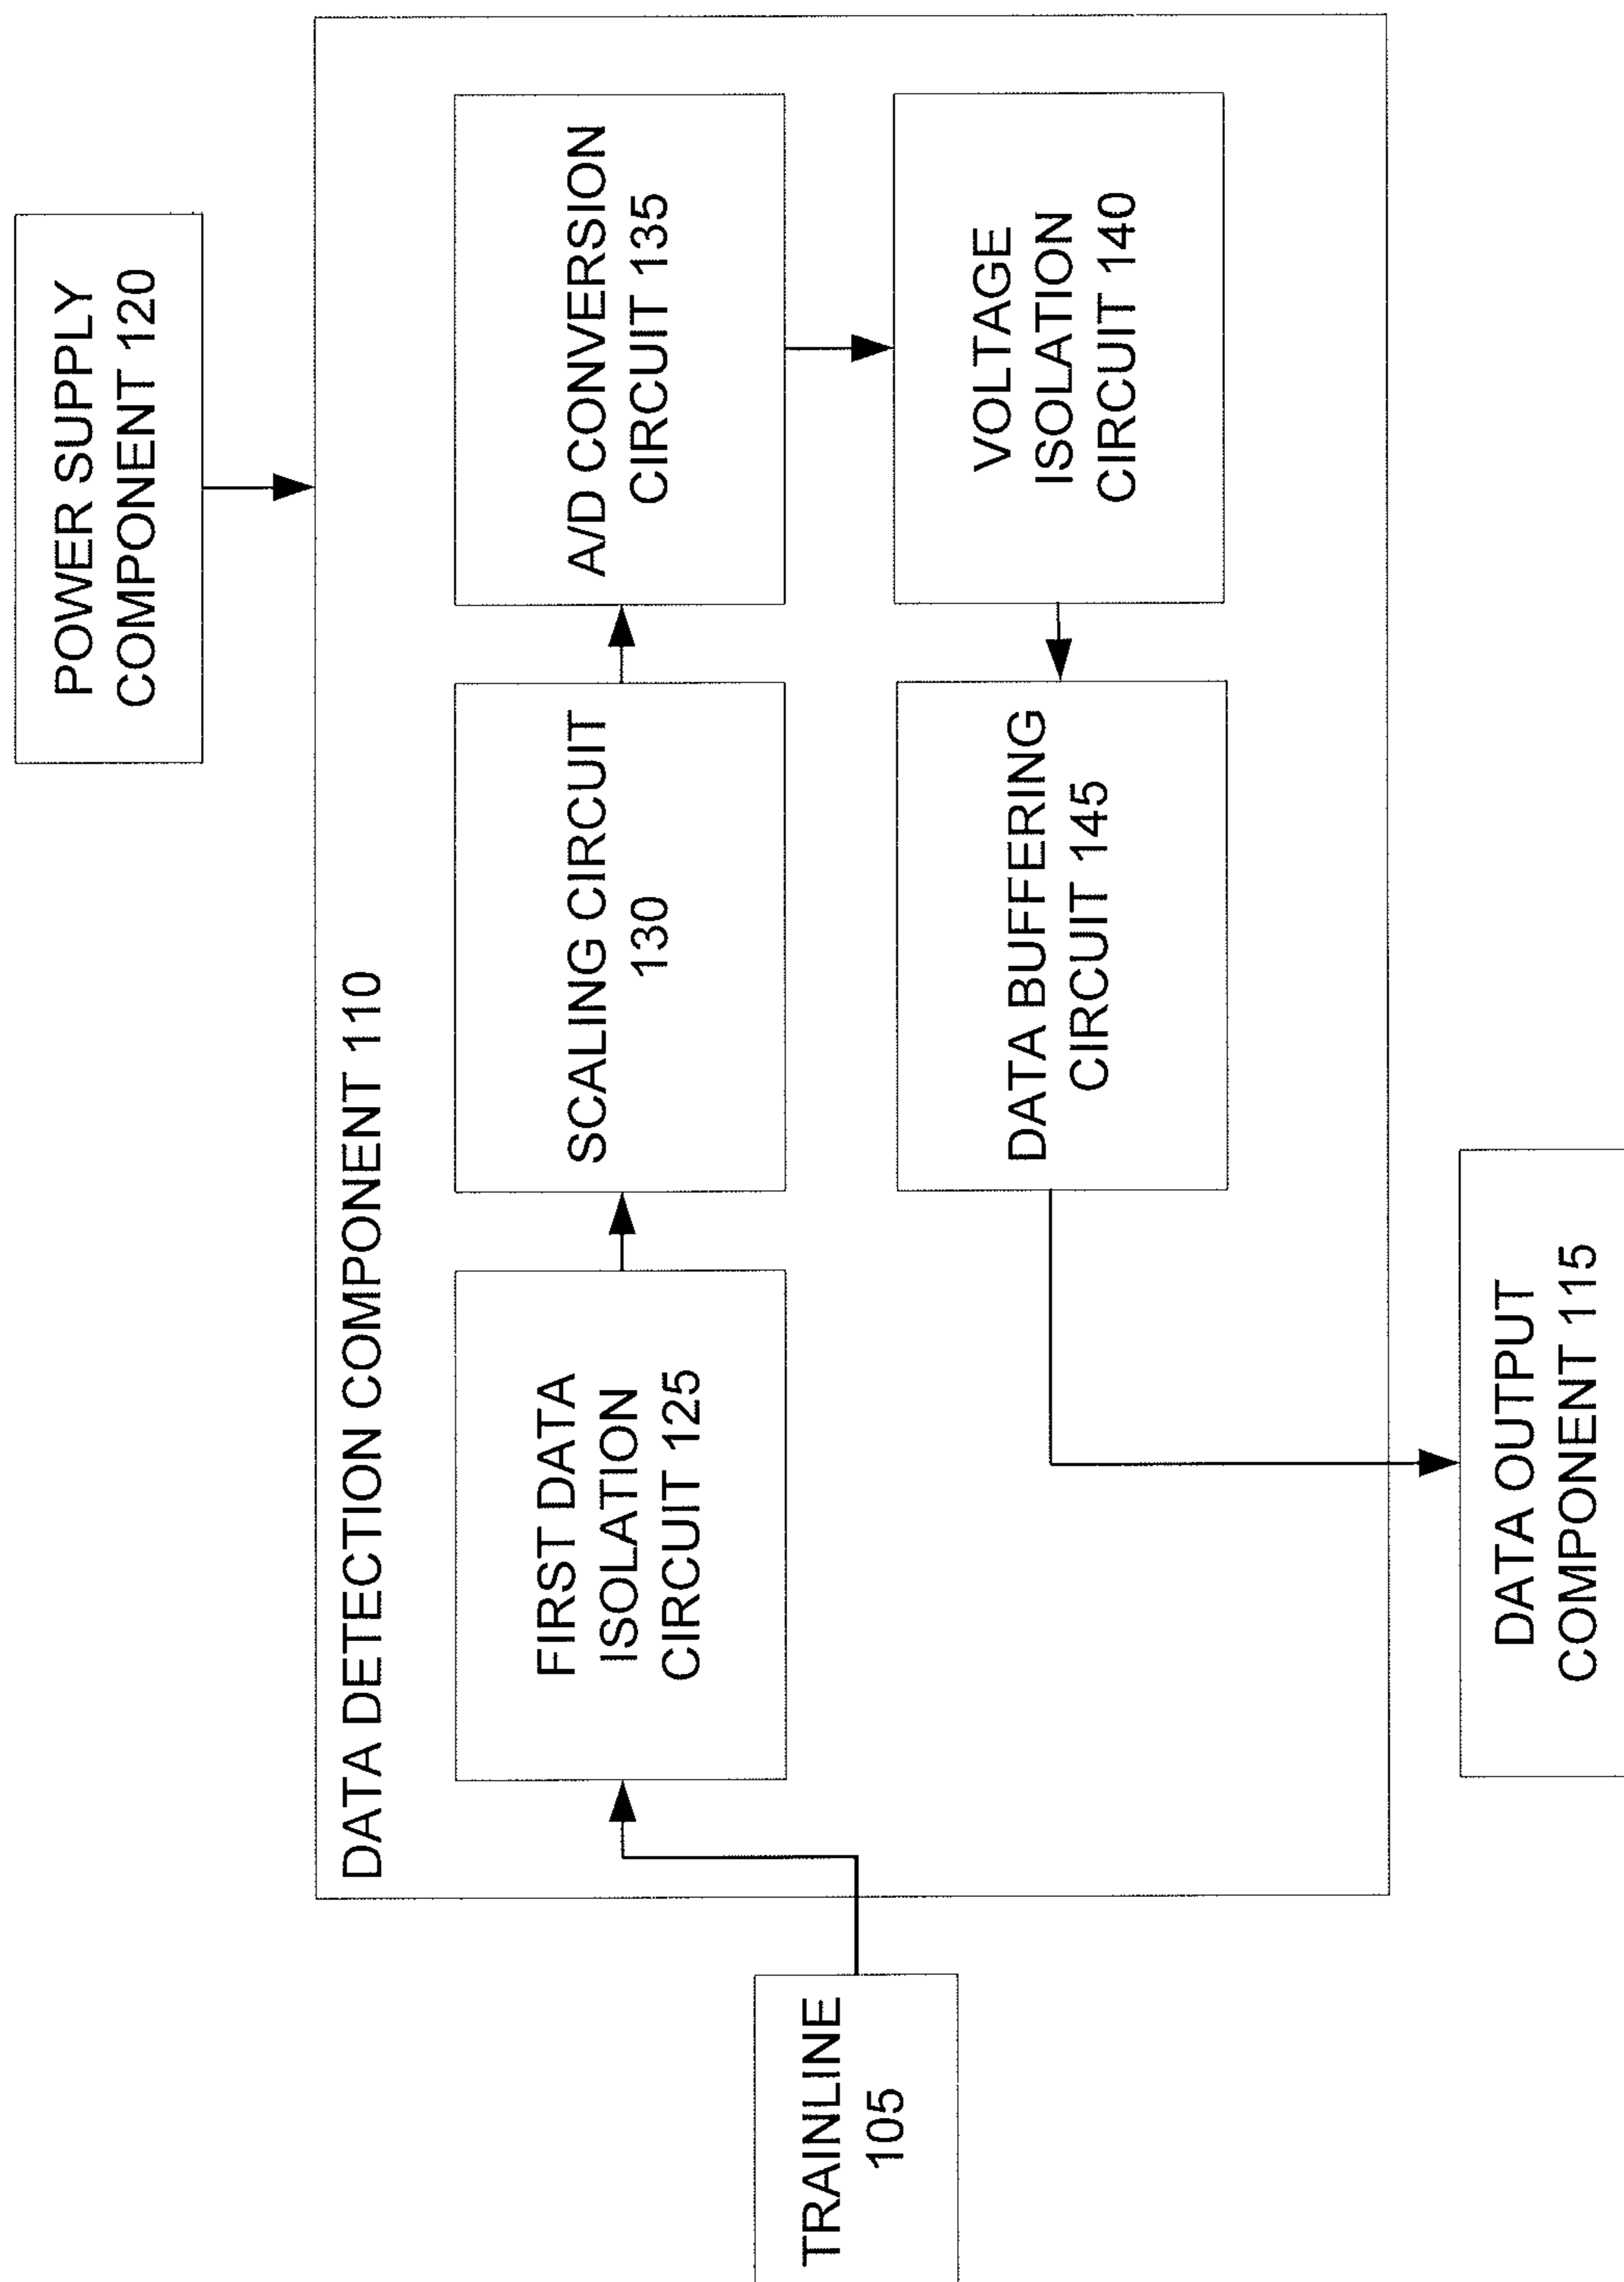 POWER SUPPLY
COMPONENT 120
DATA DETECTION COMPONENT 110
FIRST DATA
ISOLATION
CIRCUIT 125
SCALING CIRCUIT
130
A/D CONVERSION
CIRCUIT 135
TRAINLINE
105
DATA BUFFERING
CIRCUIT 145
VOLTAGE
ISOLATION
CIRCUIT 140
DATA OUTPUT
COMPONENT 115